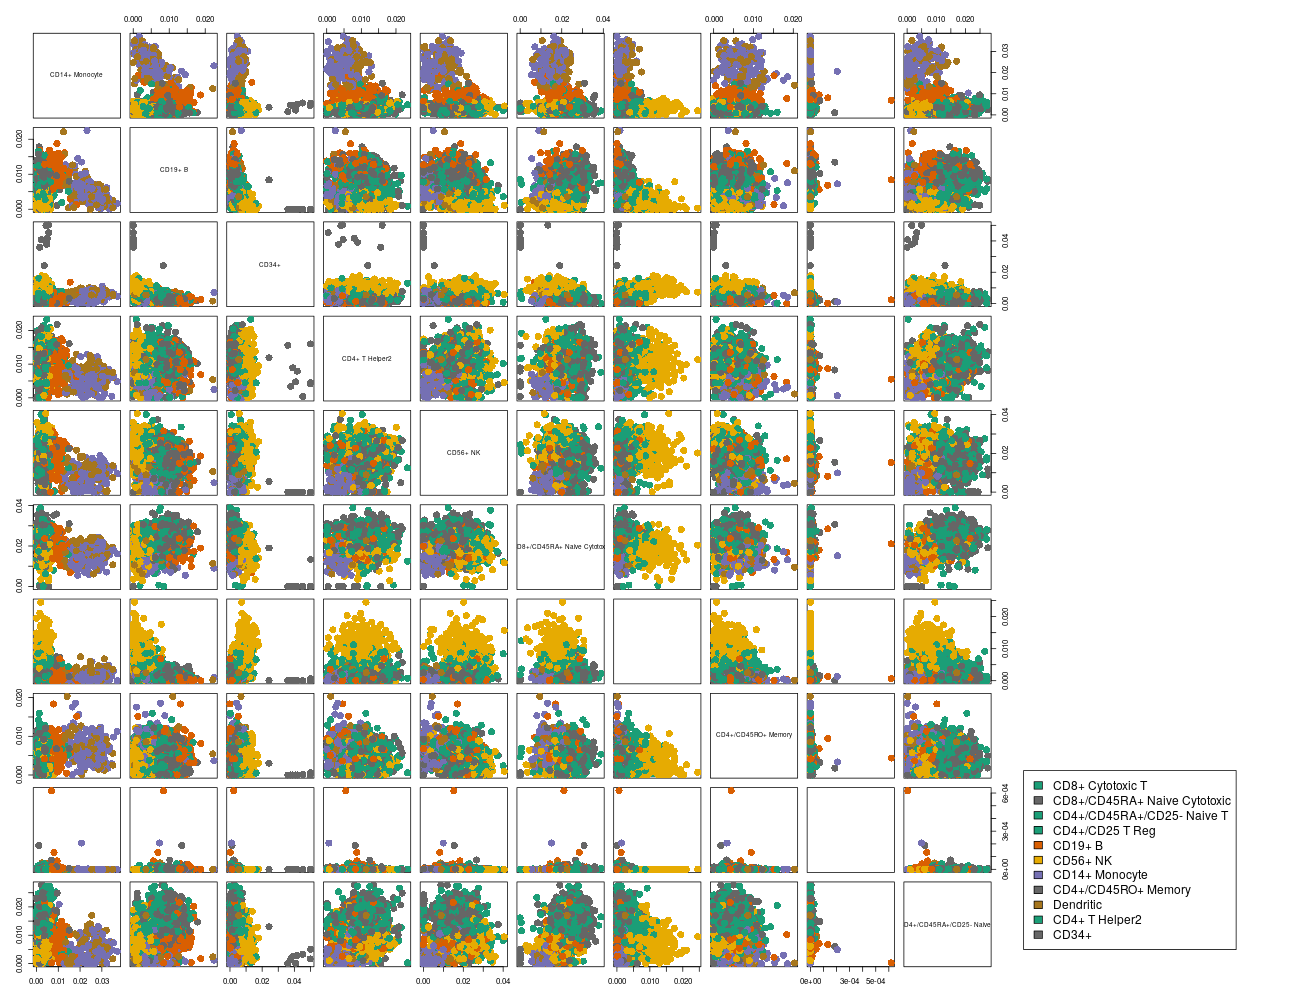 0.000 0.010 0.020 0.000 0.010 0.020 0.00 0.02 0.04 0.000 0.010 0.020 0.000 0.010 0.020
CD14+ Monocyte
0.00 0.01 0.02 0.03
0.000 0.010 0.020
CD19+ B
CD34+
0.00 0.02 0.04
0.000 0.010 0.020
CD4+ T Helper2
CD56+ NK
0.00 0.02 0.04
0.00 0.02 0.04
D8+/CD45RA+ Naive Cytotox
0.000 0.010 0.020
0.000 0.010 0.020
CD4+/CD45RO+ Memory
0e+00 3e-04 6e-04
0.000 0.010 0.020
D4+/CD45RA+/CD25- Naive
0.00 0.01 0.02 0.03 0.00 0.02 0.04 0.00 0.02 0.04 0.000 0.010 0.020 0e+00 3e-04 5e-04
CD8+ Cytotoxic T
CD8+/CD45RA+ Naive Cytotoxic
CD4+/CD45RA+/CD25- Naive T
CD4+/CD25 T Reg
CD19+ B
CD56+ NK
CD14+ Monocyte
CD4+/CD45RO+ Memory
Dendritic
CD4+ T Helper2
CD34+